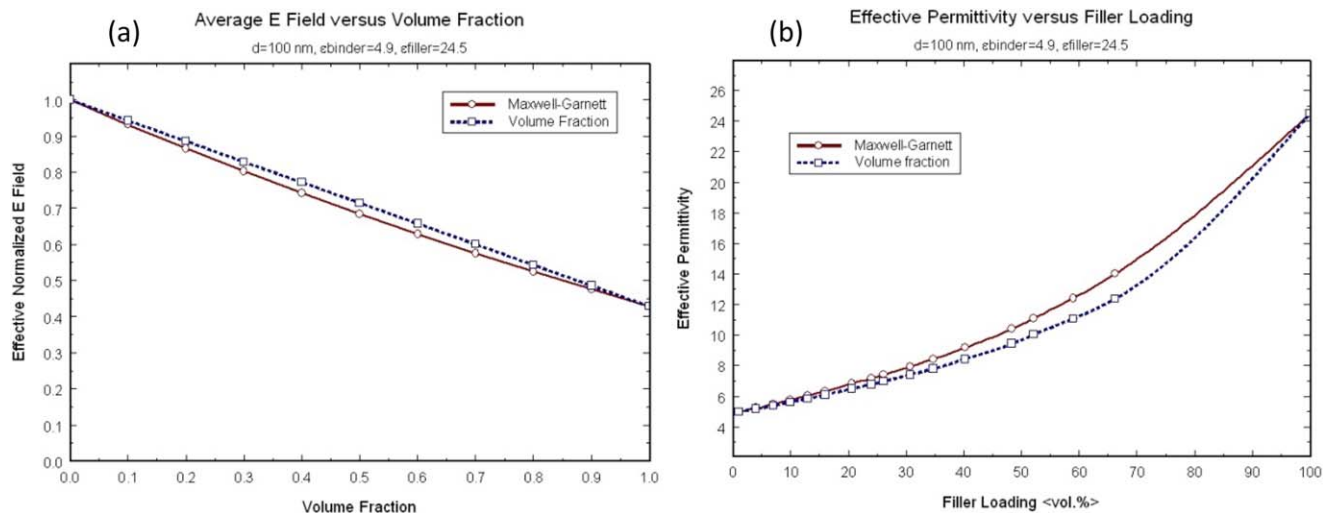 (a)
Average E Field versus Volume Fraction
d=100 nm, εbinder=4.9, εfiller=24.5
Effective Normalized E Field
1.0
0.9
0.8
0.7
0.6
0.5
0.4
0.3
0.2
0.1
0.0
Maxwell-Garnett
Volume Fraction
0.0 0.1 0.2 0.3 0.4 0.5 0.6 0.7 0.8 0.9 1.0
Volume Fraction
(b)
Effective Permittivity versus Filler Loading
d=100 nm, εbinder=4.9, εfiller=24.5
Effective Permittivity
26
24
22
20
18
16
14
12
10
8
6
4
Maxwell-Garnett
Volume fraction
0 10 20 30 40 50 60 70 80 90 100
Filler Loading <vol.%>